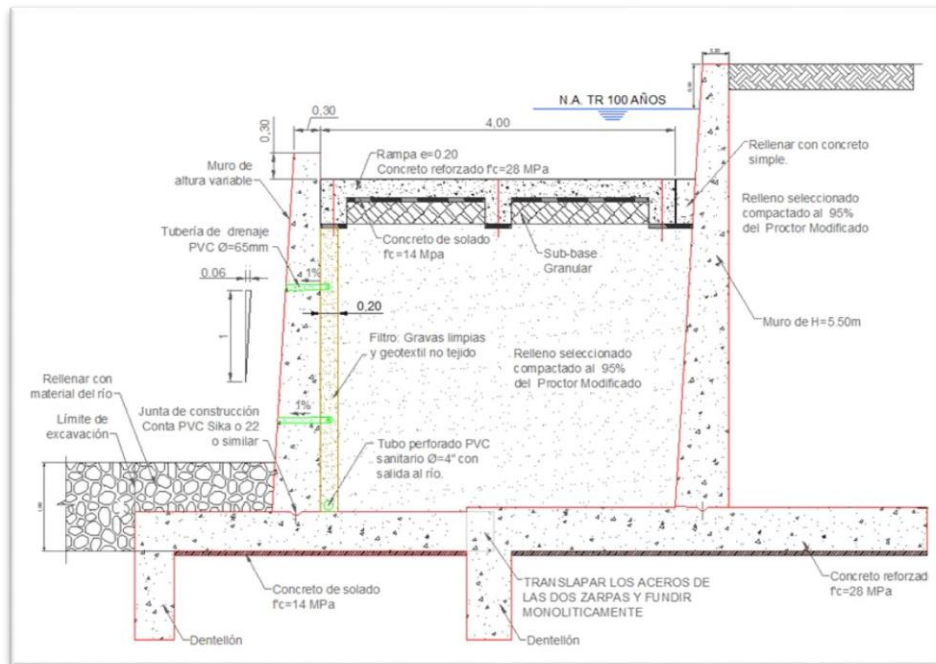 0,30
N.A. TR 100 AÑOS
0,30
4,00
Muro de
altura variable
Rampa e=0.20
Concreto reforzado f'c=28 MPa
Rellenar con concreto
simple.
Relleno seleccionado
compactado al 95%
del Proctor Modificado
Tubería de drenaje
PVC Ø=65mm
Concreto de solado
f'c=14 Mpa
Sub-base
Granular
0.06
1%
1
0,20
Muro de H=5.50m
Filtro: Gravas limpias
y geotextil no tejido
Relleno seleccionado
compactado al 95%
del Proctor Modificado
Rellenar con
material del río
Límite de
excavación
Junta de construcción
Conta PVC Sika o 22
o similar
1%
Tubo perforado PVC
sanitario Ø=4" con
salida al río.
Concreto de solado
f'c=14 MPa
TRANSLAPAR LOS ACEROS DE
LAS DOS ZARPAS Y FUNDIR
MONOLITICAMENTE
Concreto reforzado
f'c=28 MPa
Dentellón
Dentellón